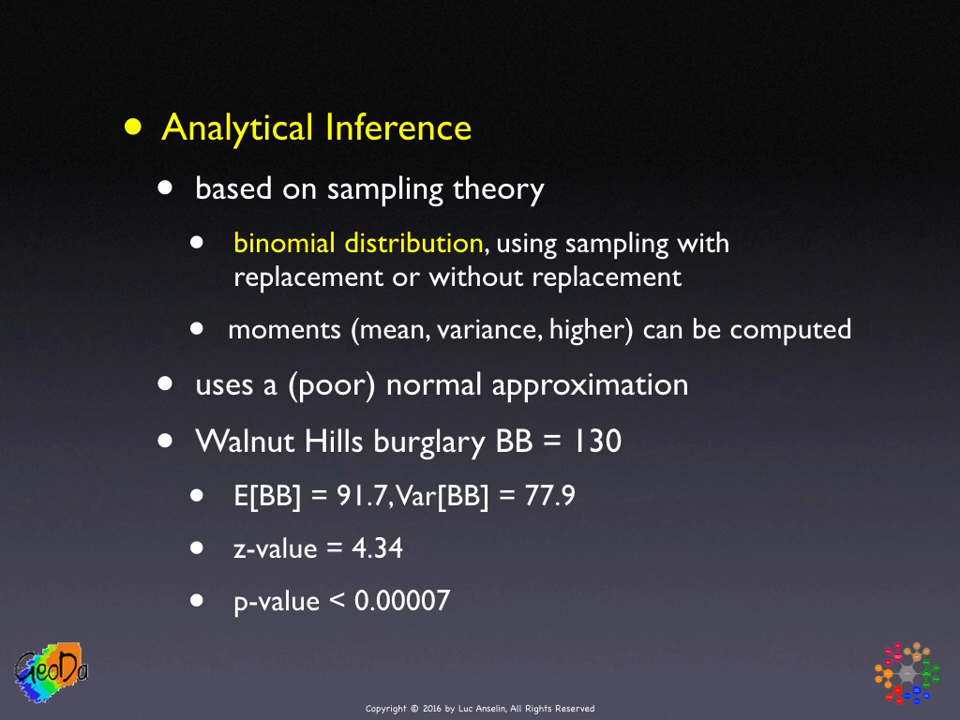 Analytical Inference
based on sampling theory
binomial distribution, using sampling with
replacement or without replacement
moments (mean, variance, higher) can be computed
uses a (poor) normal approximation
Walnut Hills burglary BB = 130
E[BB] = 91.7, Var[BB] = 77.9
z-value = 4.34
p-value < 0.00007
GeoDa
Copyright © 2016 by Luc Anselin, All Rights Reserved